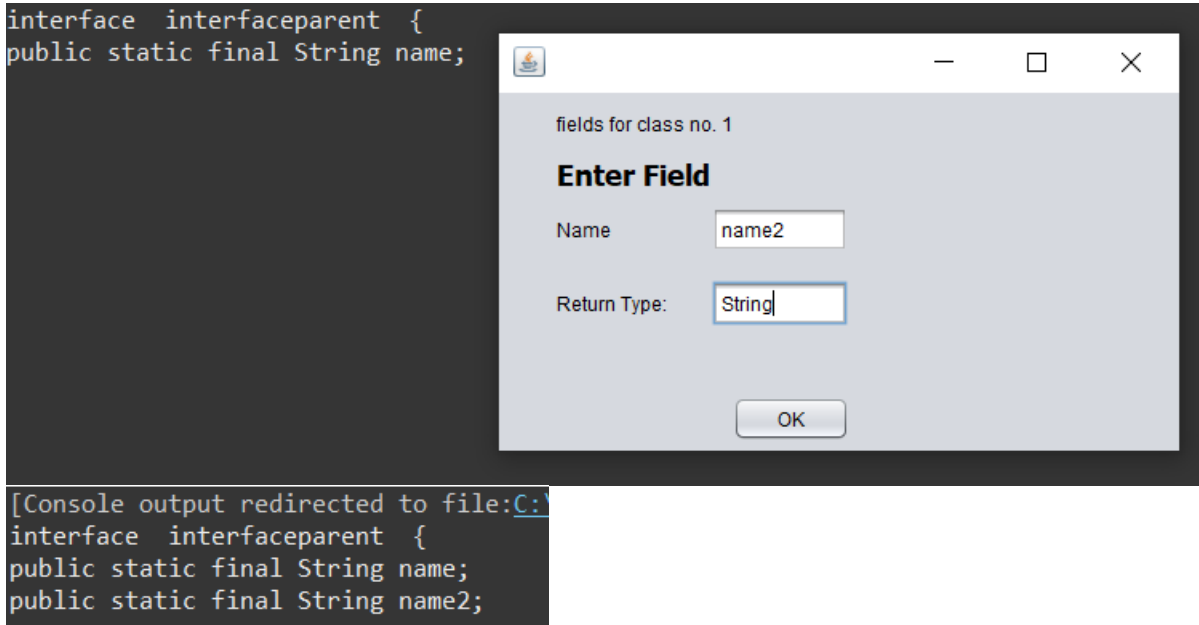 interface  interfaceparent  {
public static final String name;
fields for class no. 1
Enter Field
Name
name2
Return Type:
String
OK
[Console output redirected to file:C:\
interface  interfaceparent  {
public static final String name;
public static final String name2;